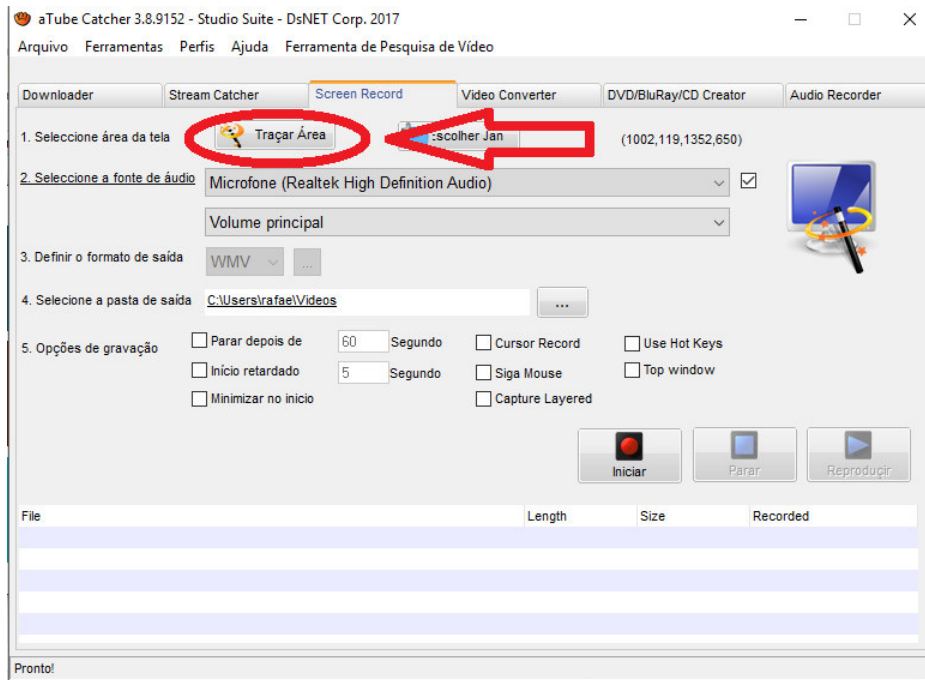 aTube Catcher 3.8.9152 - Studio Suite - DsNET Corp. 2017
Arquivo Ferramentas Perfis Ajuda Ferramenta de Pesquisa de Vídeo
Downloader Stream Catcher Screen Record Video Converter DVD/BluRay/CD Creator Audio Recorder
1. Seleccione área da tela Traçar Área scolher Jan (1002,119,1352,650)
2. Seleccione a fonte de áudio Microfone (Realtek High Definition Audio)
Volume principal
3. Definir o formato de saída WMV ...
4. Selecione a pasta de saída C:\Users\rafae\Videos ...
5. Opções de gravação
Parar depois de 60 Segundo Cursor Record Use Hot Keys
Início retardado 5 Segundo Siga Mouse Top window
Minimizar no inicio Capture Layered
Iniciar Parar Reproduçir
File Length Size Recorded
Pronto!